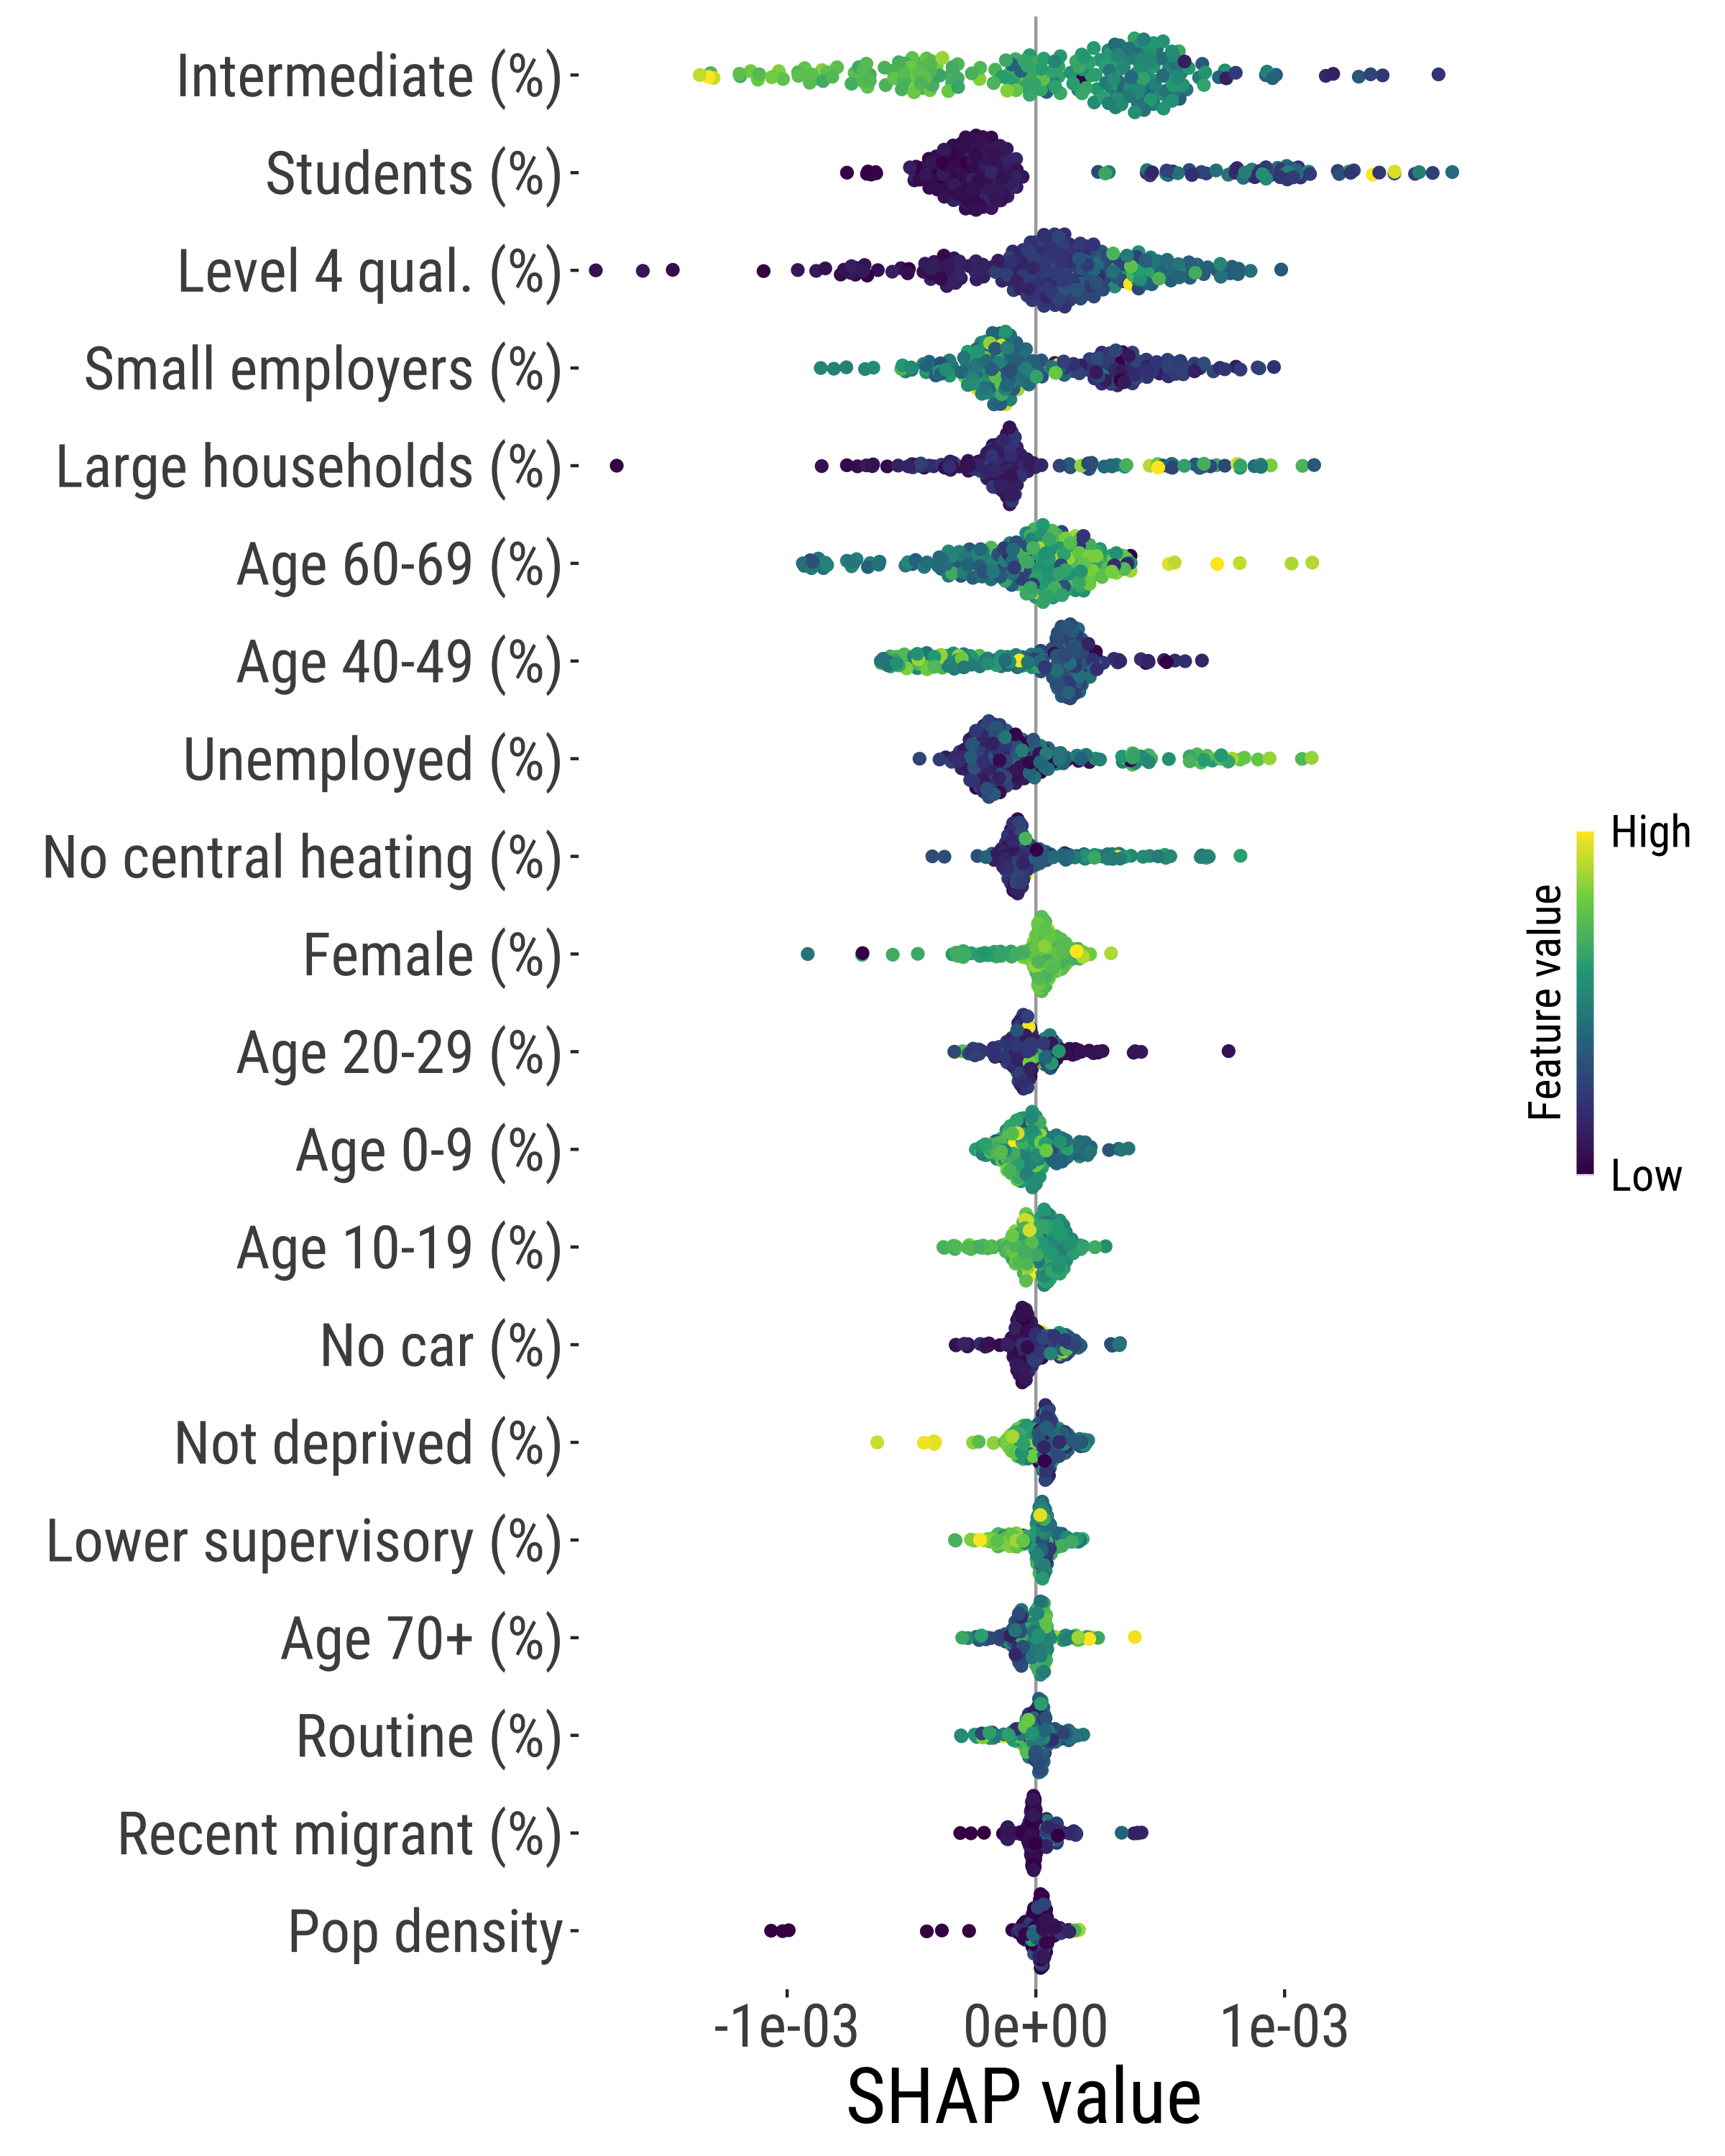 Intermediate (%)
Students (%)
Level 4 qual. (%)
Small employers (%)
Large households (%)
Age 60-69 (%)
Age 40-49 (%)
Unemployed (%)
No central heating (%)
Female (%)
Age 20-29 (%)
Age 0-9 (%)
Age 10-19 (%)
No car (%)
Not deprived (%)
Lower supervisory (%)
Age 70+ (%)
Routine (%)
Recent migrant (%)
Pop density
-1e-03 0e+00 1e-03
SHAP value
Feature value
High
Low